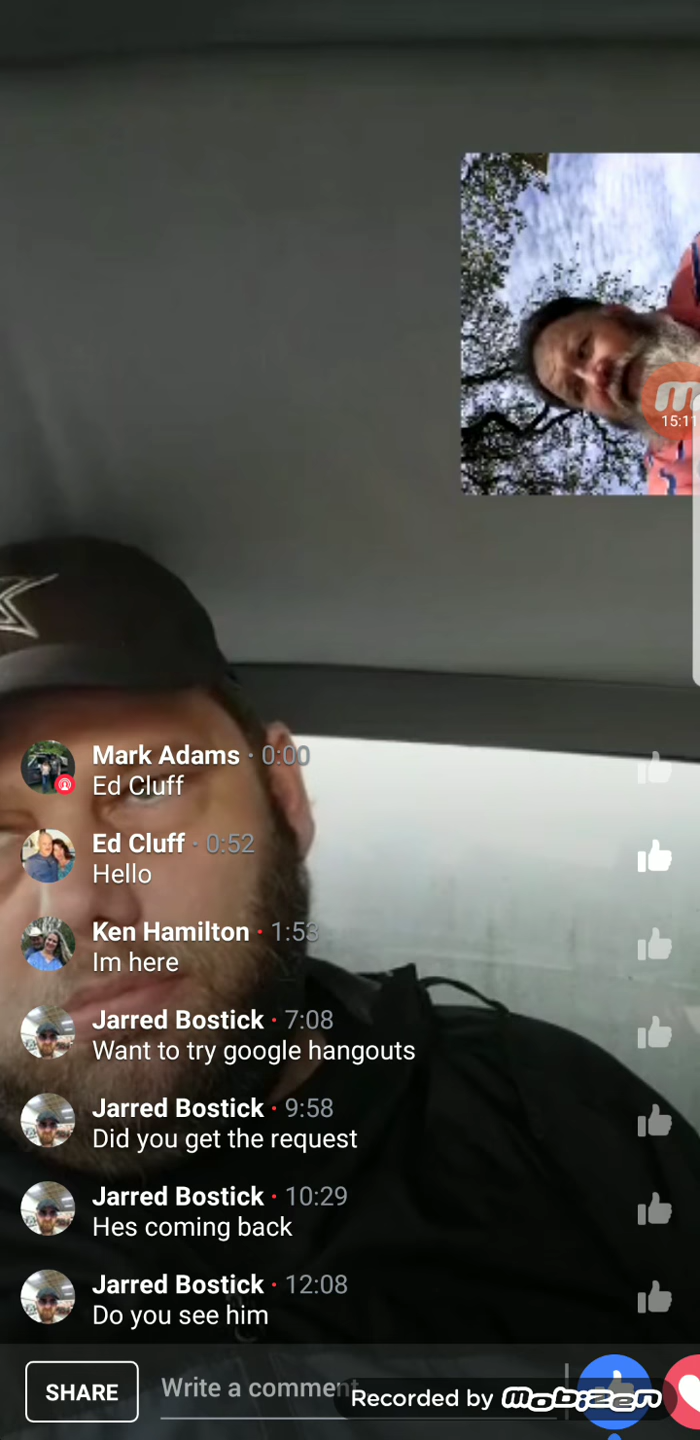 15:11
Mark Adams · 0:00
Ed Cluff
Ed Cluff · 0:52
Hello
Ken Hamilton · 1:53
Im here
Jarred Bostick · 7:08
Want to try google hangouts
Jarred Bostick · 9:58
Did you get the request
Jarred Bostick · 10:29
Hes coming back
Jarred Bostick · 12:08
Do you see him
SHARE
Write a comment
Recorded by mobizen